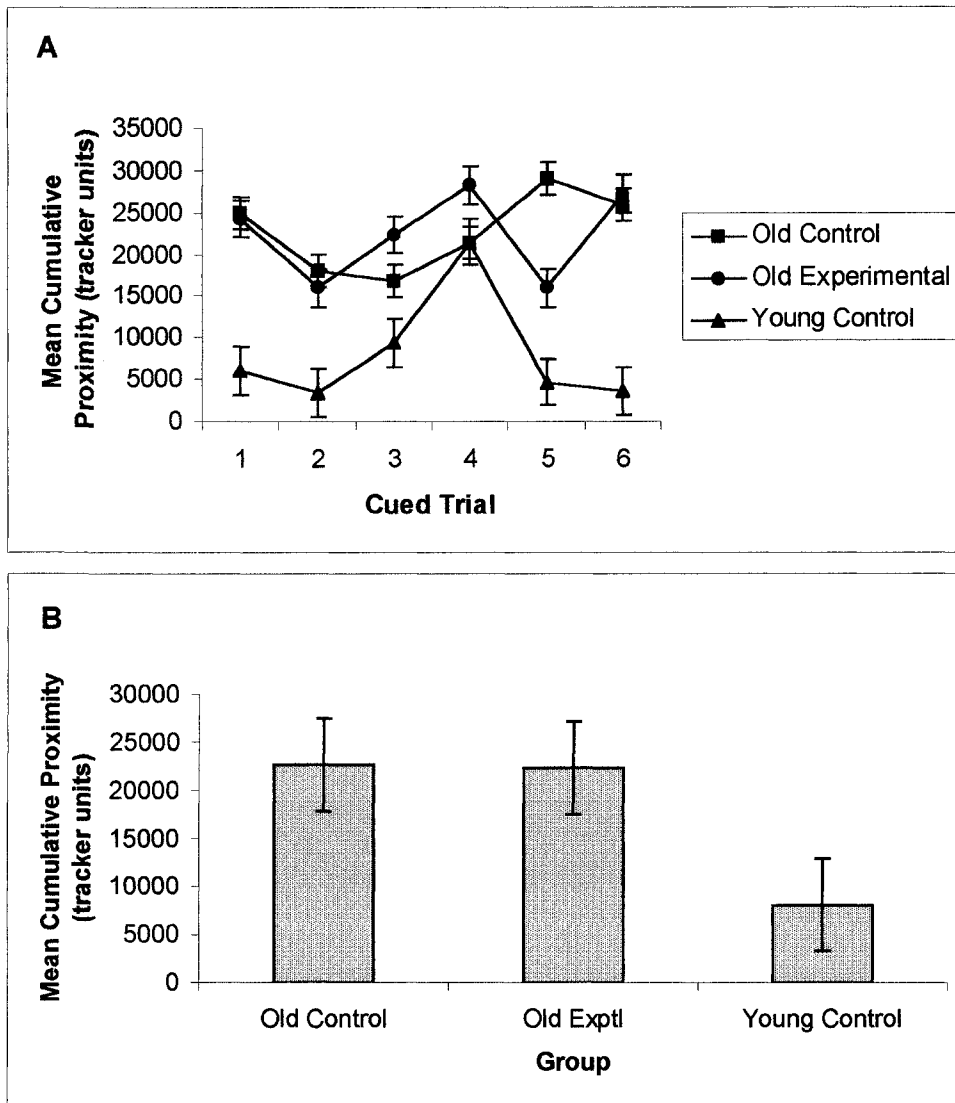 A
Mean Cumulative
Proximity (tracker units)
35000
30000
25000
20000
15000
10000
5000
0
1 2 3 4 5 6
Cued Trial
Old Control
Old Experimental
Young Control
B
Mean Cumulative Proximity
(tracker units)
30000
25000
20000
15000
10000
5000
0
Old Control Old Exptl Young Control
Group